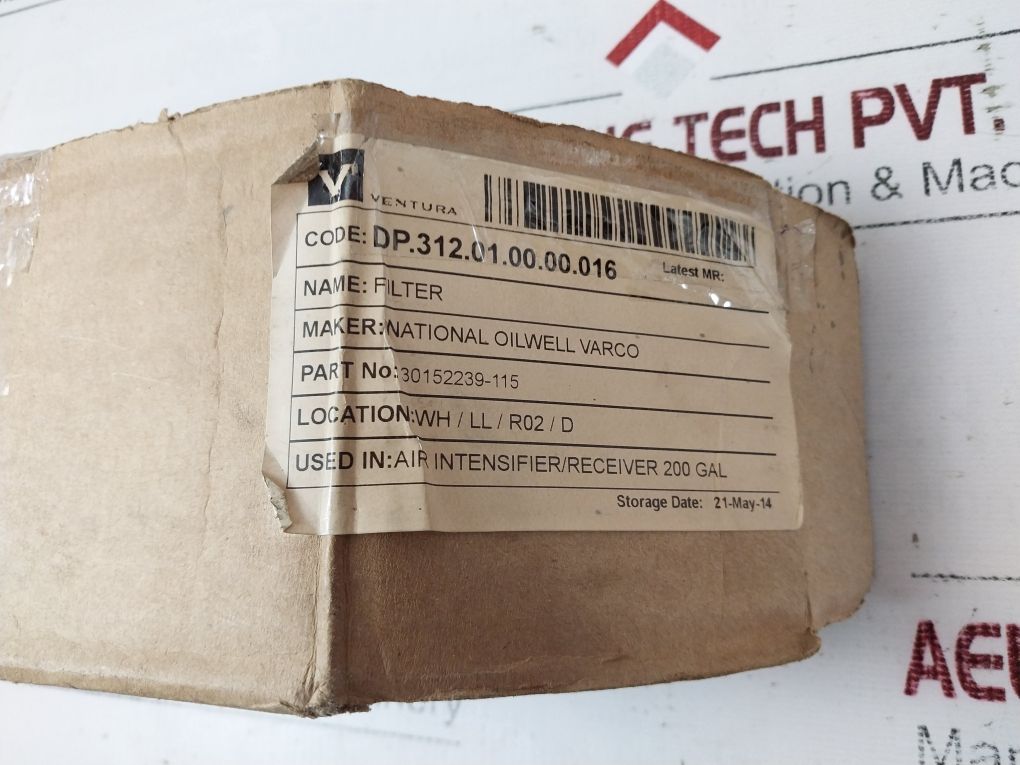 TECH PVT.
& Mac
V
VENTURA
CODE: DP.312.01.00.00.016
Latest MR:
NAME: FILTER
MAKER: NATIONAL OILWELL VARCO
PART No: 30152239-115
LOCATION: WH / LL / R02 / D
USED IN: AIR INTENSIFIER/RECEIVER 200 GAL
Storage Date: 21-May-14